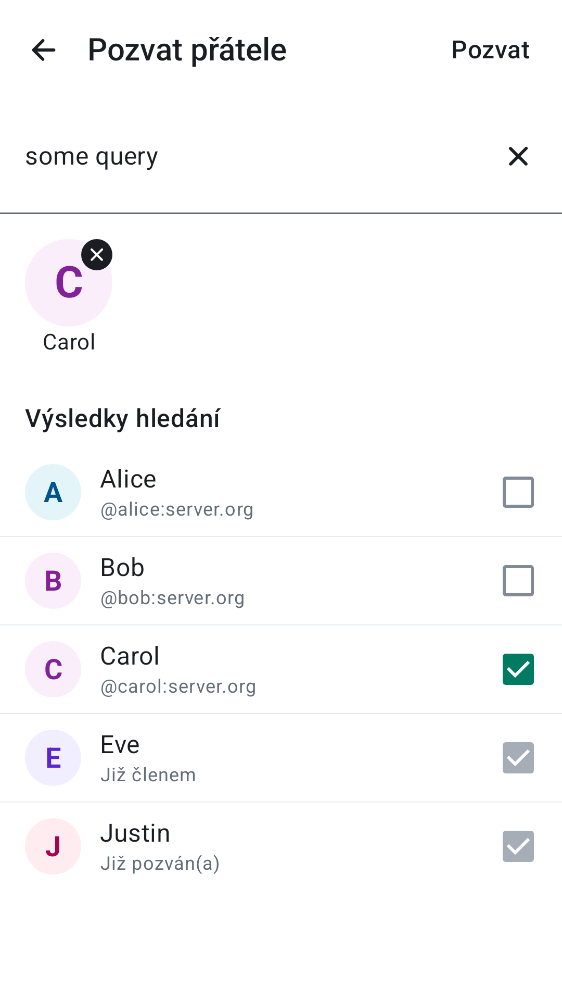 Pozvat přátele Pozvat
some query
C
Carol
Výsledky hledání
A Alice
@alice:server.org
B Bob
@bob:server.org
C Carol
@carol:server.org
E Eve
Již členem
J Justin
Již pozván(a)